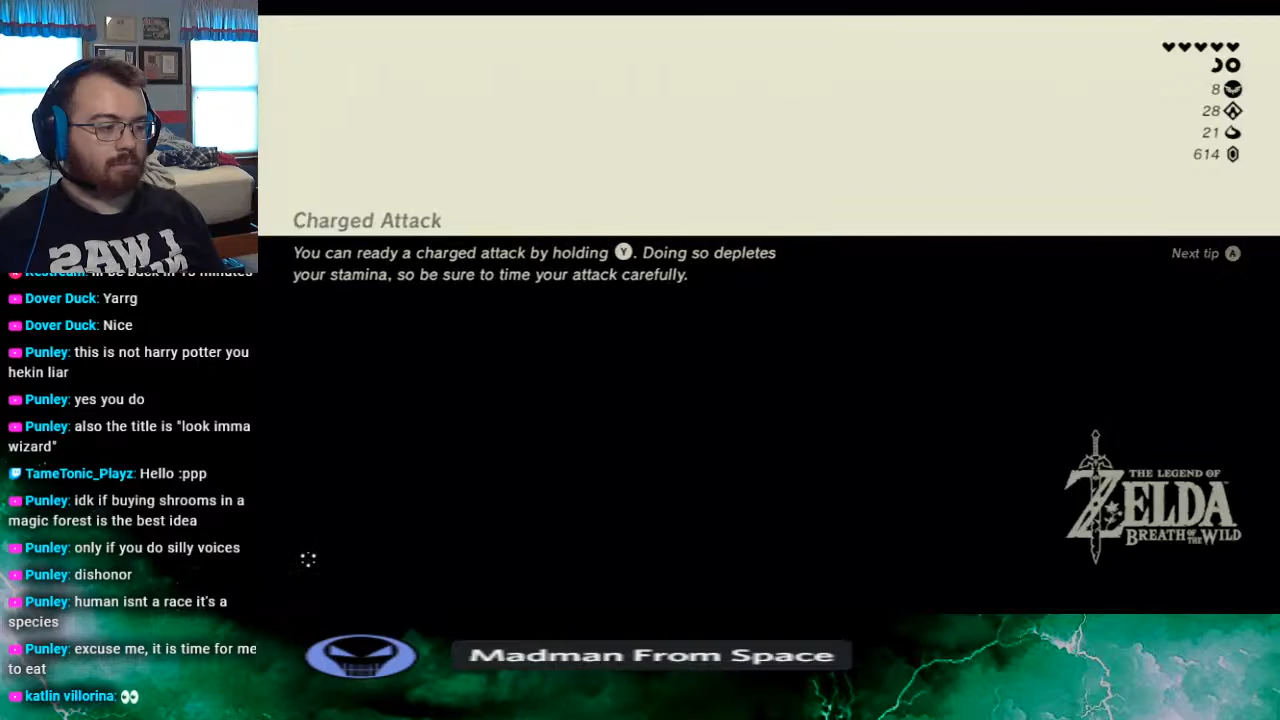 8
28
21
614
Charged Attack
You can ready a charged attack by holding Y. Doing so depletes
your stamina, so be sure to time your attack carefully.
Next tip A
THE LEGEND OF
ZELDA
BREATH OF THE WILD
I WAS
Dover Duck: Yarrg
Dover Duck: Nice
Punley: this is not harry potter you
hekin liar
Punley: yes you do
Punley: also the title is "look imma
wizard"
TameTonic_Playz: Hello :ppp
Punley: idk if buying shrooms in a
magic forest is the best idea
Punley: only if you do silly voices
Punley: dishonor
Punley: human isnt a race it's a
species
Punley: excuse me, it is time for me
to eat
katlin villorina: 👀
Madman From Space